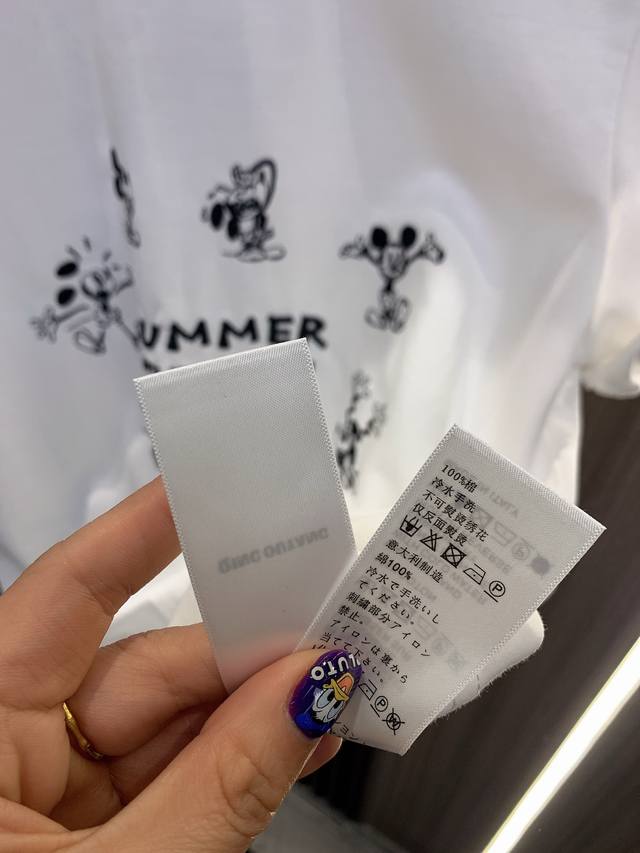 UMMER
100%棉
冷水手洗
不可熨烫绣花
仅反面熨烫
意大利制造
綿100%
冷水で手洗いし
てください。
刺繍部分アイロン
禁止。
アイロンは裏から
当てて下さい。
PLUTO